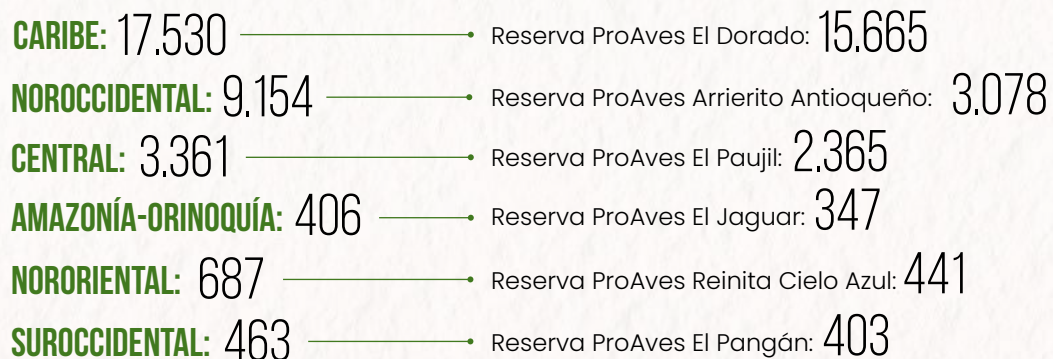 CARIBE: 17.530 Reserva ProAves El Dorado: 15.665
NOROCCIDENTAL: 9.154 Reserva ProAves Arrierito Antioqueño: 3.078
CENTRAL: 3.361 Reserva ProAves El Paujil: 2.365
AMAZONÍA-ORINOQUÍA: 406 Reserva ProAves El Jaguar: 347
NORORIENTAL: 687 Reserva ProAves Reinita Cielo Azul: 441
SUROCCIDENTAL: 463 Reserva ProAves El Pangán: 403